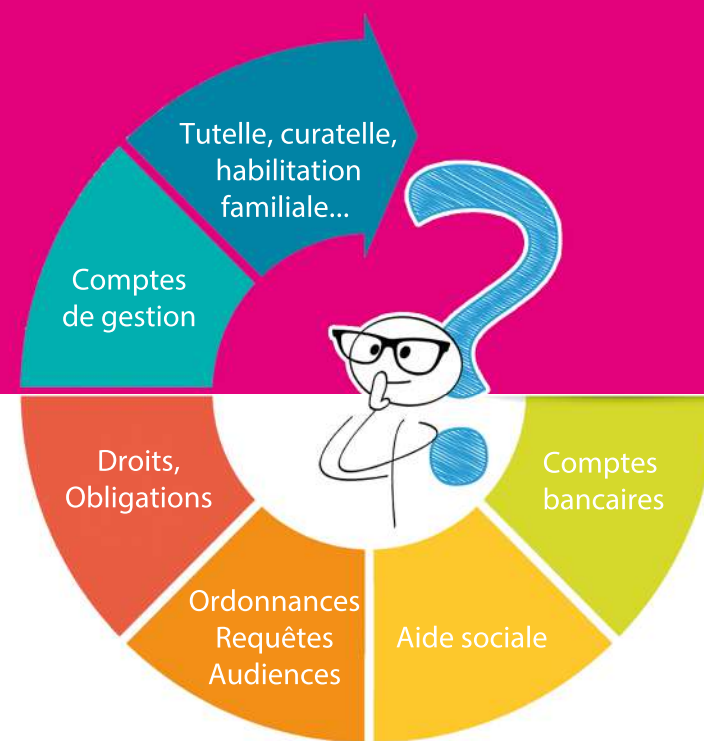 Tutelle, curatelle,
habilitation
familiale...
Comptes
de gestion
Droits,
Obligations
Ordonnances
Requêtes
Audiences
Aide sociale
Comptes
bancaires